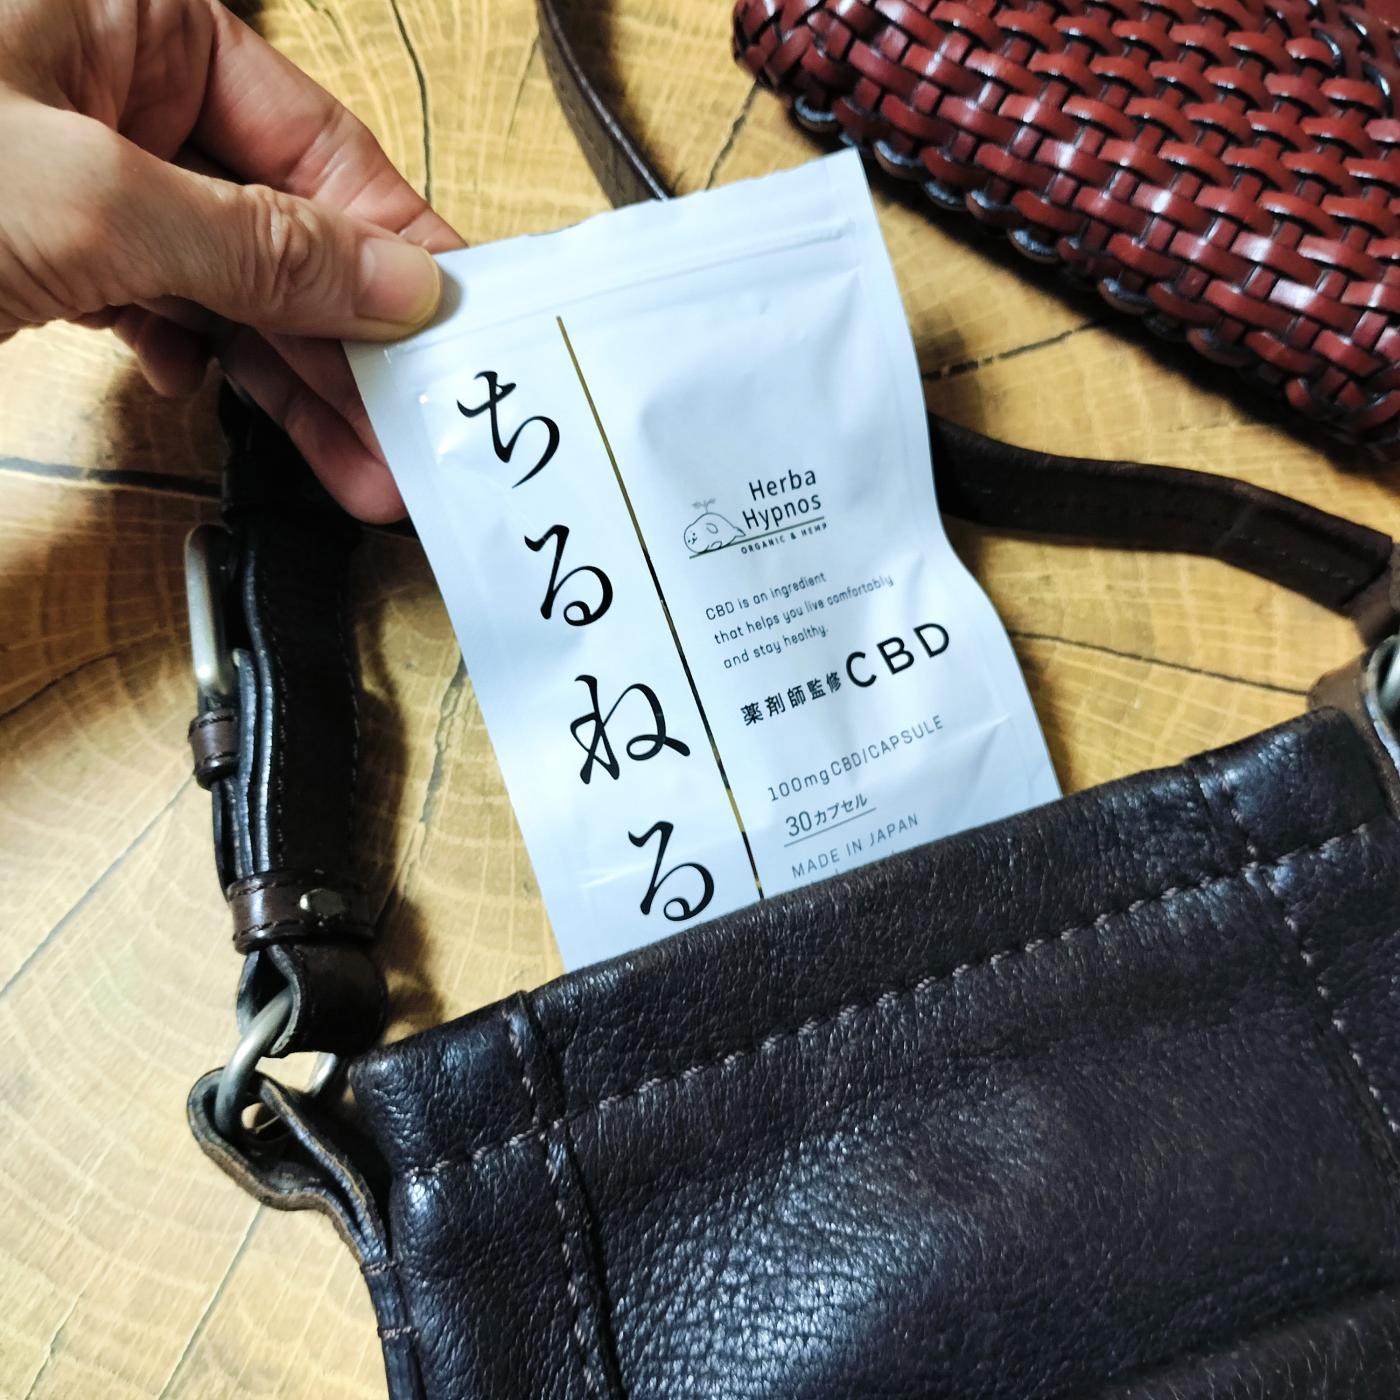 ちるねる
Herba
Hypnos
ORGANIC & HEMP
CBD is an ingredient
that helps you live comfortably
and stay healthy.
薬剤師監修CBD
100mgCBD/CAPSULE
30カプセル
MADE IN JAPAN